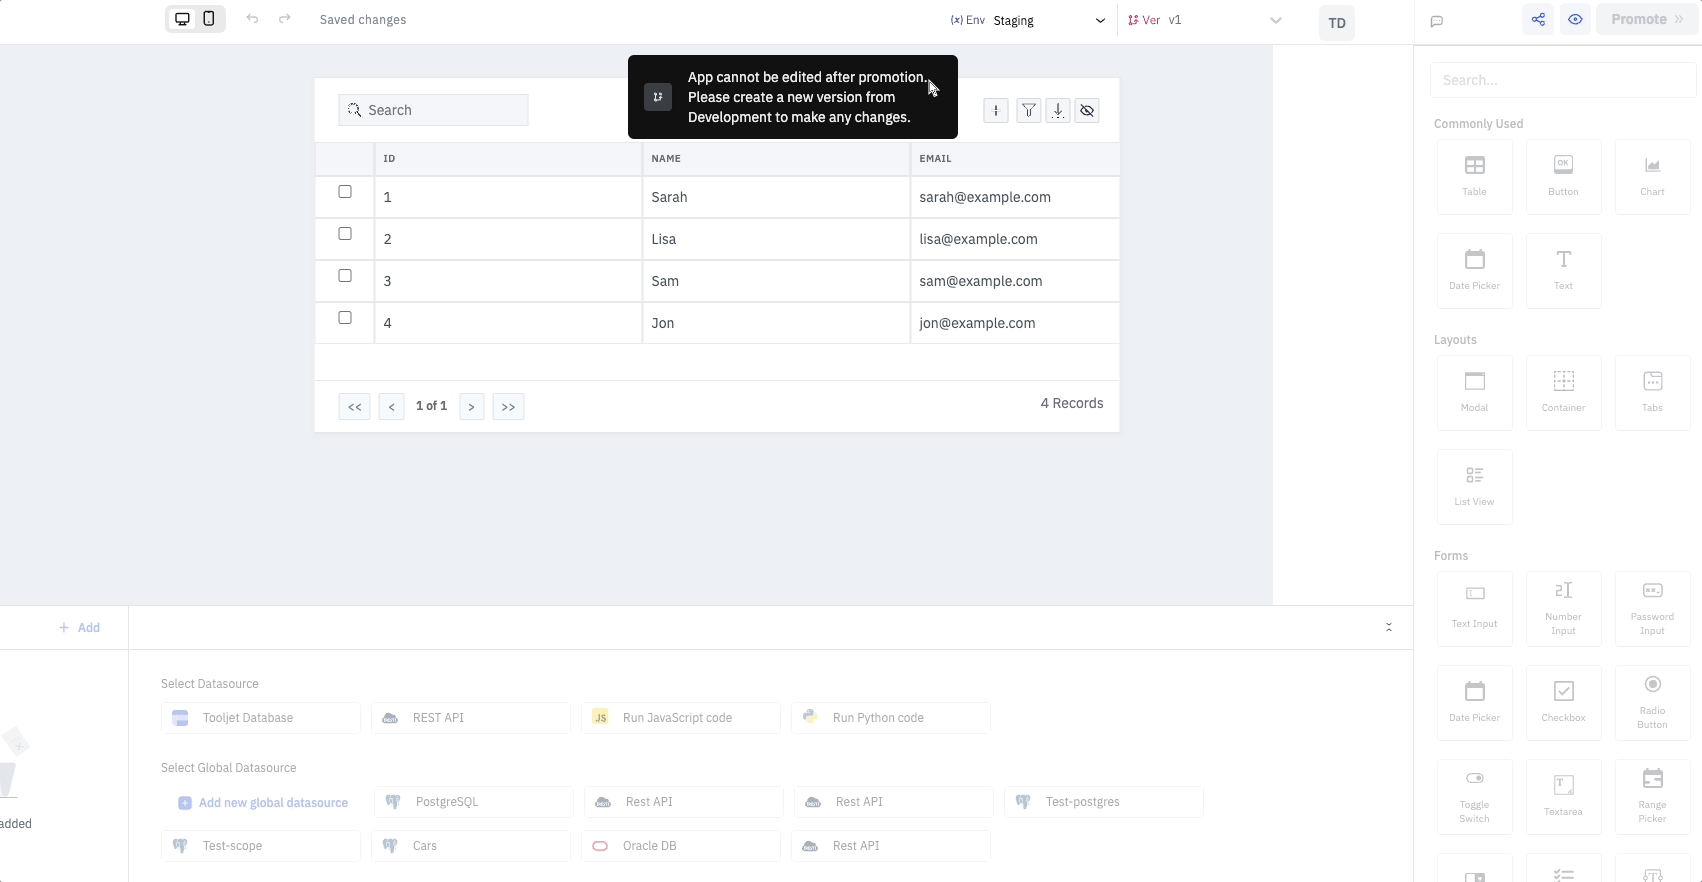 Saved changes
(x) Env Staging
Ver v1
TD
Promote
App cannot be edited after promotion.
Please create a new version from
Development to make any changes.
Search
ID NAME EMAIL
1 Sarah sarah@example.com
2 Lisa lisa@example.com
3 Sam sam@example.com
4 Jon jon@example.com
<< < 1 of 1 > >>
4 Records
+ Add
added
Select Datasource
Tooljet Database
REST API
JS Run JavaScript code
Run Python code
Select Global Datasource
Add new global datasource
PostgreSQL
Rest API
Rest API
Test-postgres
Test-scope
Cars
Oracle DB
Rest API
Search...
Commonly Used
Table
OK
Button
Chart
Date Picker
Text
Layouts
Modal
Container
Tabs
List View
Forms
Text Input
Number
Input
Password
Input
Date Picker
Checkbox
Radio
Button
Toggle
Switch
Textarea
Range
Picker